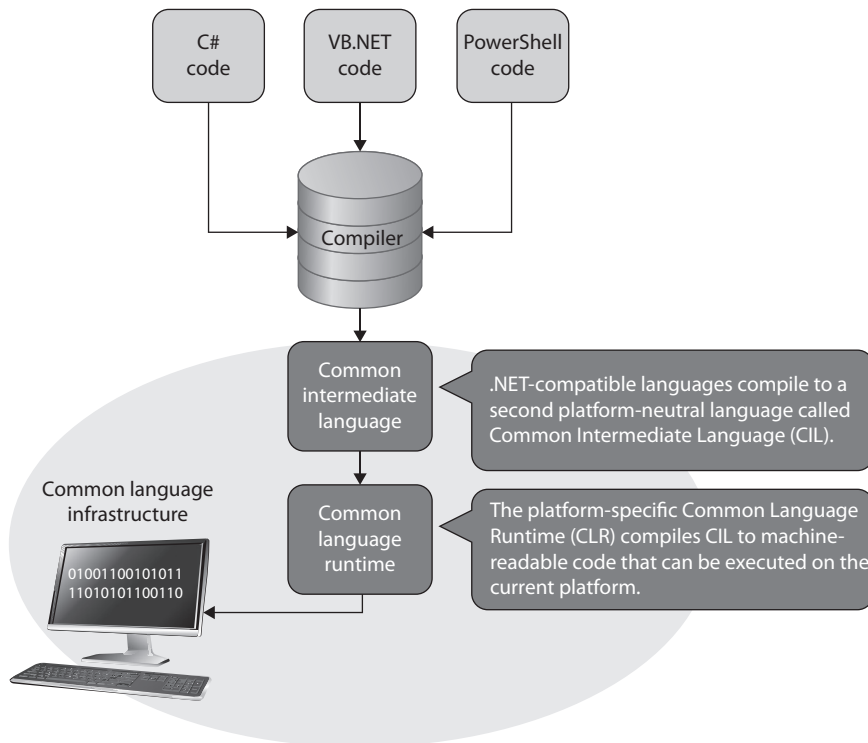 C#
code
VB.NET
code
PowerShell
code
Compiler
Common
intermediate
language
.NET-compatible languages compile to a
second platform-neutral language called
Common Intermediate Language (CIL).
Common language
infrastructure
Common
language
runtime
The platform-specific Common Language
Runtime (CLR) compiles CIL to machine-
readable code that can be executed on the
current platform.
01001100101011
11010101100110